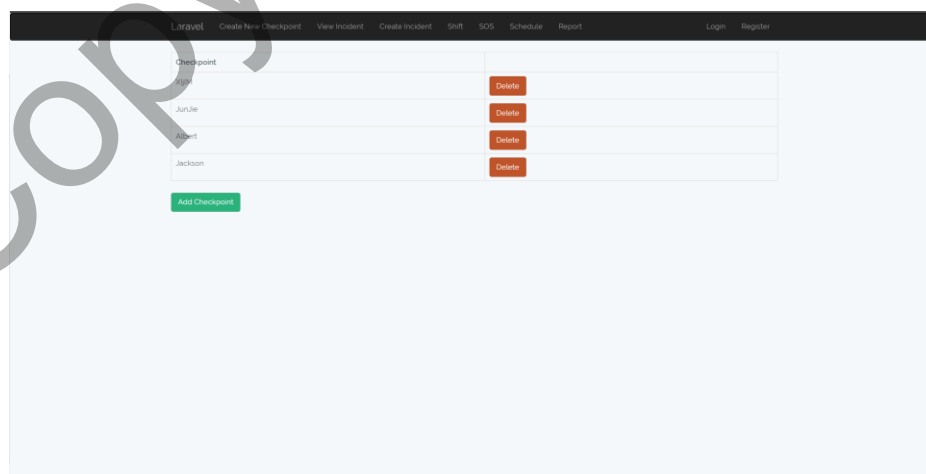 Laravel Create New Checkpoint View Incident Create Incident Shift SOS Schedule Report Login Register
Checkpoint
Delete
JunJie Delete
Albert Delete
Jackson Delete
Add Checkpoint
Copy